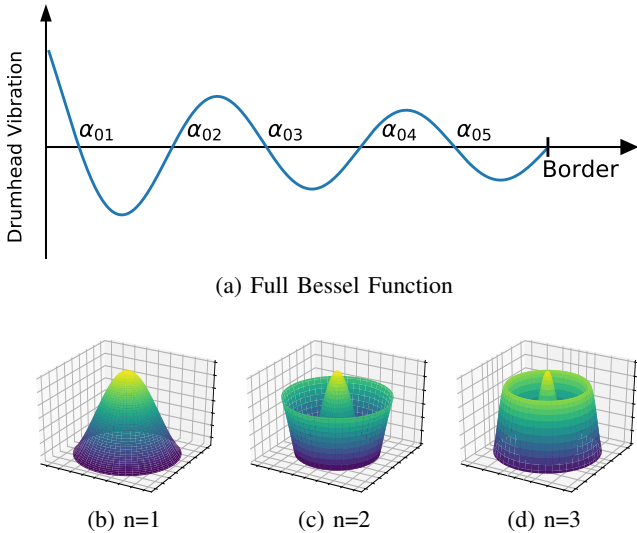 Drumhead Vibration
α01 α02 α03 α04 α05
Border
(a) Full Bessel Function
(b) n=1 (c) n=2 (d) n=3